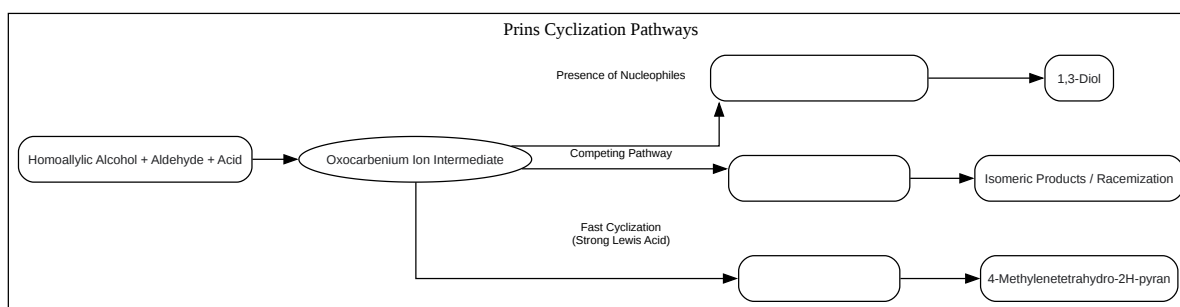 Prins Cyclization Pathways
Presence of Nucleophiles
1,3-Diol
Homoallylic Alcohol + Aldehyde + Acid
Oxocarbenium Ion Intermediate
Competing Pathway
Isomeric Products / Racemization
Fast Cyclization
(Strong Lewis Acid)
4-Methylenetetrahydro-2H-pyran